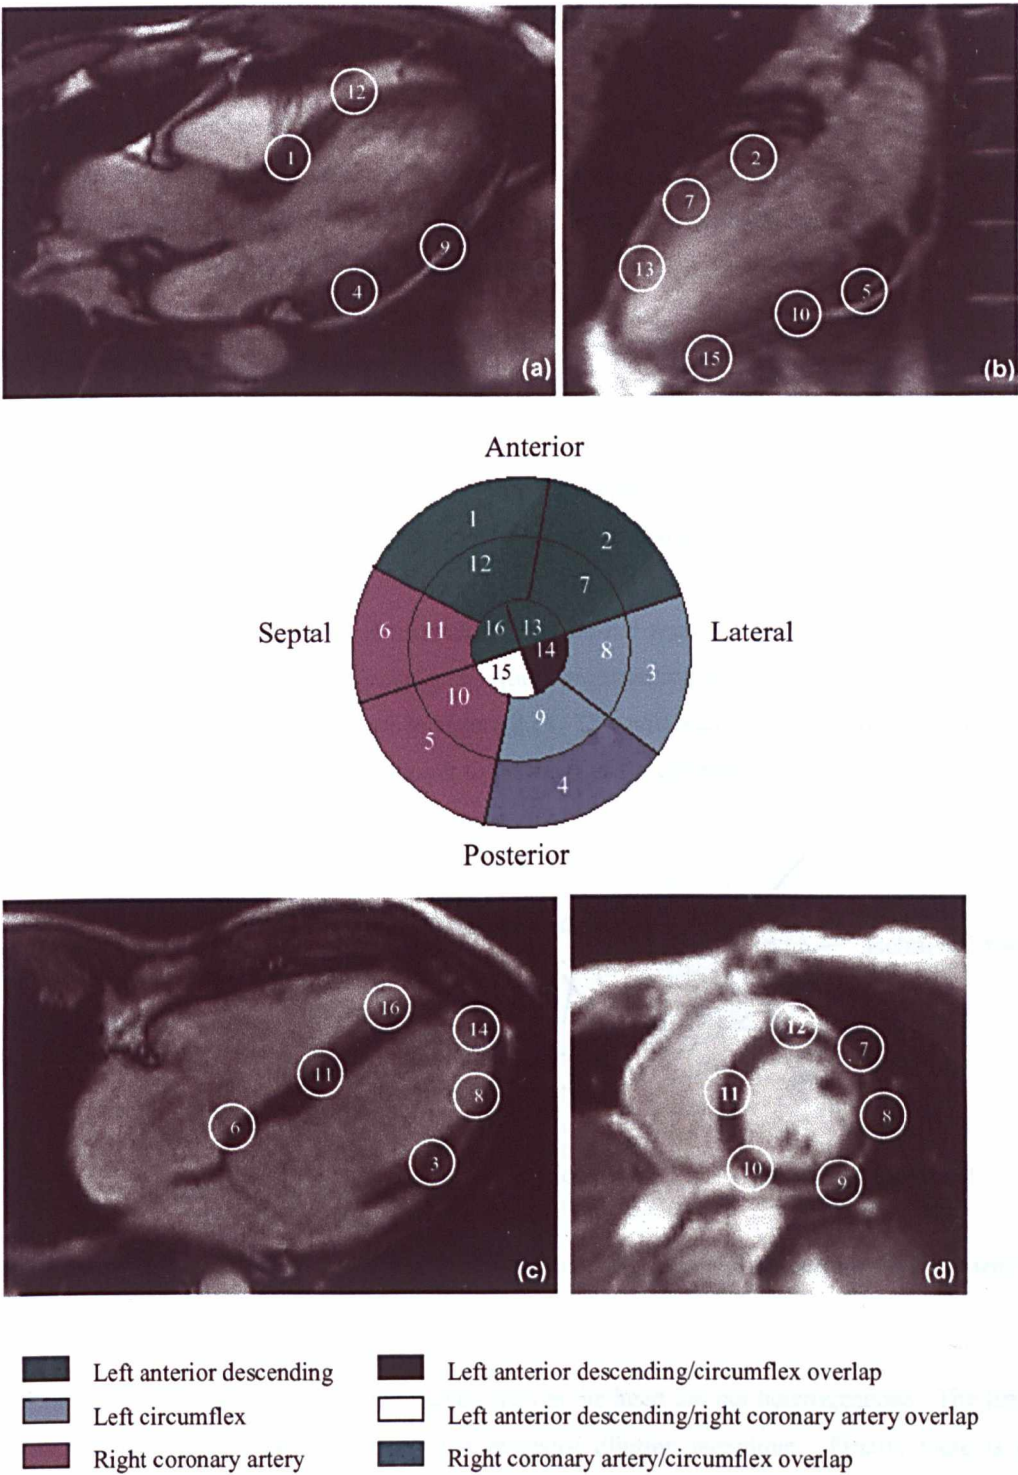 12
1
9
4
(a)
2
7
13
5
10
15
(b)
Anterior
1
2
12
7
Septal
6
11
16
13
14
8
3
Lateral
15
10
9
5
4
Posterior
16
14
11
8
6
3
(c)
12
7
11
8
10
9
(d)
Left anterior descending
Left anterior descending/circumflex overlap
Left circumflex
Left anterior descending/right coronary artery overlap
Right coronary artery
Right coronary artery/circumflex overlap